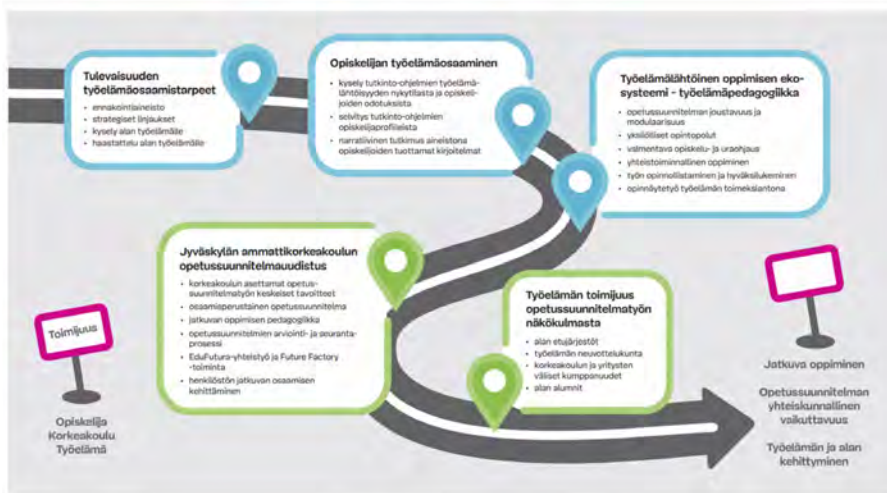 Tulevaisuuden
työelämäosaamistarpeet
• ennakointiaineisto
• strategiset linjaukset
• kysely alan työelämälle
• haastattelu alan työelämälle
Opiskelijan työelämäosaaminen
• kysely tutkinto-ohjelmien työelämä-
lähtöisyyden nykytilasta ja opiskeli-
joiden odotuksista
• selvitys tutkinto-ohjelmien
opiskelijaprofiileista
• narratiivinen tutkimus aineistona
opiskelijoiden tuottamat kirjoitelmat
Työelämälähtöinen oppimisen eko-
systeemi - työelämäpedagogiikka
• opetussuunnitelman joustavuus ja
modulaarisuus
• yksilölliset opintopolut
• valmentava opiskelu- ja uraohjaus
• yhteistoiminnallinen oppiminen
• työn opinnollistaminen ja hyväksilukeminen
• opinnäytetyö työelämän toimeksiantona
Jyväskylän ammattikorkeakoulun
opetussuunnitelmauudistus
• korkeakoulun asettamat opetus-
suunnitelmatyön keskeiset tavoitteet
• osaamisperustainen opetussuunnitelma
• jatkuvan oppimisen pedagogiikka
• opetussuunnitelmien arviointi- ja seuranta-
prosessi
• EduFutura-yhteistyö ja Future Factory
-toiminta
• henkilöstön jatkuvan osaamisen
kehittäminen
Työelämän toimijuus
opetussuunnitelmatyön
näkökulmasta
• alan etujärjestöt
• työelämän neuvottelukunta
• korkeakoulun ja yritysten
väliset kumppanuudet
• alan alumnit
Toimijuus
Opiskelija
Korkeakoulu
Työelämä
Jatkuva oppiminen
Opetussuunnitelman
yhteiskunnallinen
vaikuttavuus
Työelämän ja alan
kehittyminen